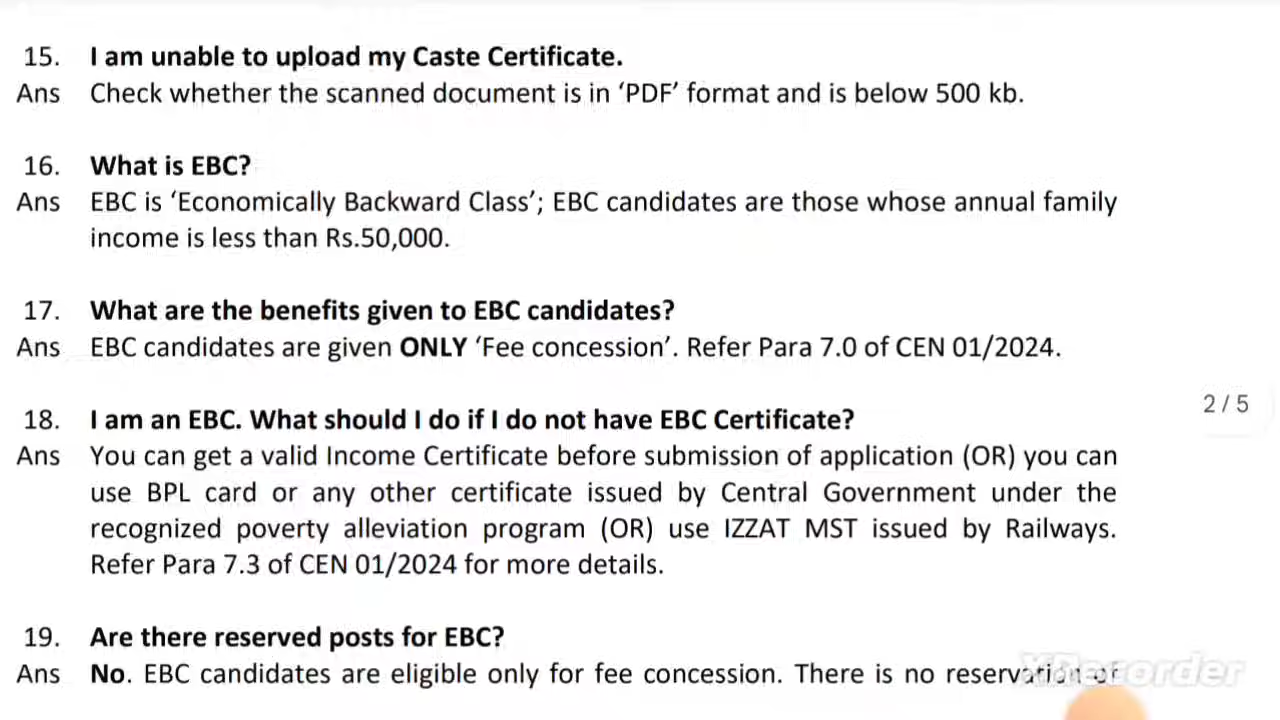 15. I am unable to upload my Caste Certificate.
Ans Check whether the scanned document is in ‘PDF’ format and is below 500 kb.
16. What is EBC?
Ans EBC is ‘Economically Backward Class’; EBC candidates are those whose annual family
income is less than Rs.50,000.
17. What are the benefits given to EBC candidates?
Ans EBC candidates are given ONLY ‘Fee concession’. Refer Para 7.0 of CEN 01/2024.
2 / 5
18. I am an EBC. What should I do if I do not have EBC Certificate?
Ans You can get a valid Income Certificate before submission of application (OR) you can
use BPL card or any other certificate issued by Central Government under the
recognized poverty alleviation program (OR) use IZZAT MST issued by Railways.
Refer Para 7.3 of CEN 01/2024 for more details.
19. Are there reserved posts for EBC?
Ans No. EBC candidates are eligible only for fee concession. There is no reservation of
XRecorder